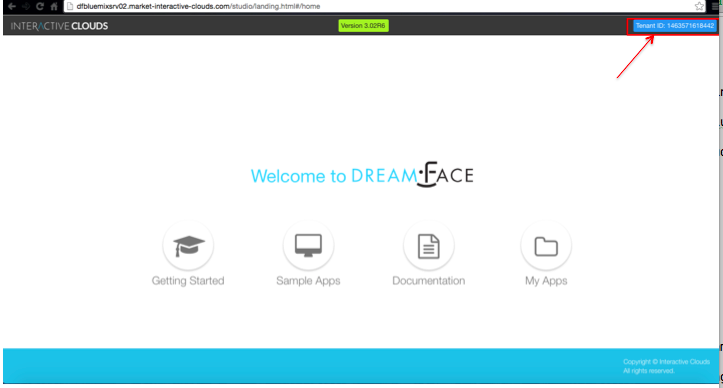 dfbluemixsrv02.market-interactive-clouds.com/studio/landing.html#/home
INTERACTIVE CLOUDS
Version 3.02R6
Tenant ID: 1463571618442
Welcome to DREAMFACE
Getting Started
Sample Apps
Documentation
My Apps
Copyright © Interactive Clouds
All rights reserved.